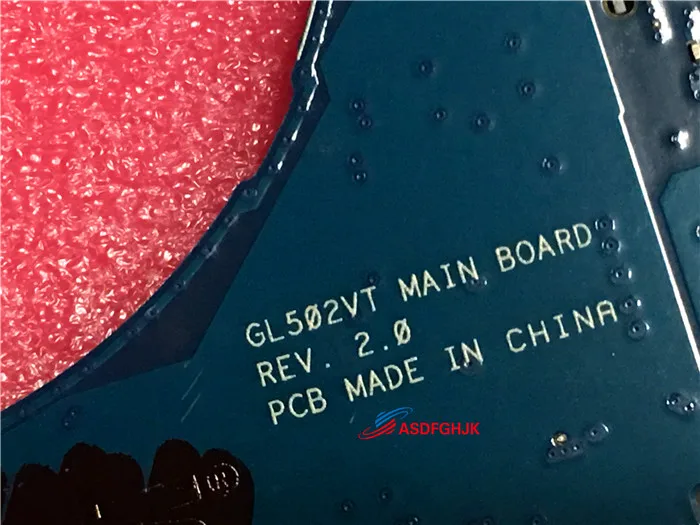 GL502VT MAIN BOARD
REV. 2.0
PCB MADE IN CHINA
ASDFGHJK